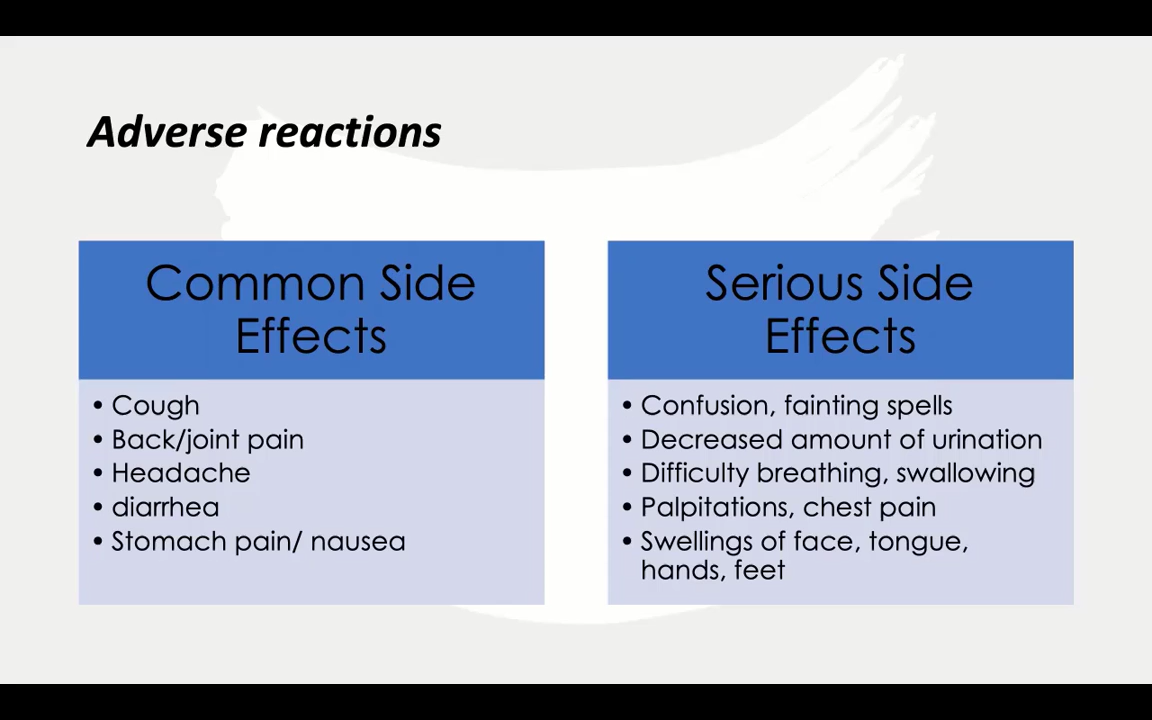 Adverse reactions
Common Side
Effects
• Cough
• Back/joint pain
• Headache
• diarrhea
• Stomach pain/ nausea
Serious Side
Effects
• Confusion, fainting spells
• Decreased amount of urination
• Difficulty breathing, swallowing
• Palpitations, chest pain
• Swellings of face, tongue,
hands, feet